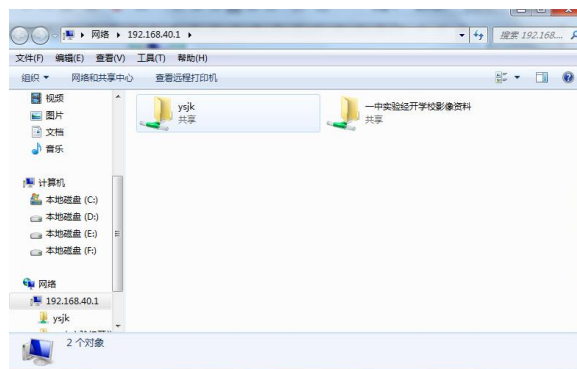 网络 192.168.40.1
搜索 192.168...
文件(F) 编辑(E) 查看(V) 工具(T) 帮助(H)
组织 网络和共享中心 查看远程打印机
视频
图片
文档
音乐
计算机
本地磁盘 (C:)
本地磁盘 (D:)
本地磁盘 (E:)
本地磁盘 (F:)
网络
192.168.40.1
ysjk
ysjk
共享
一中实验经开学校影像资料
共享
2 个对象